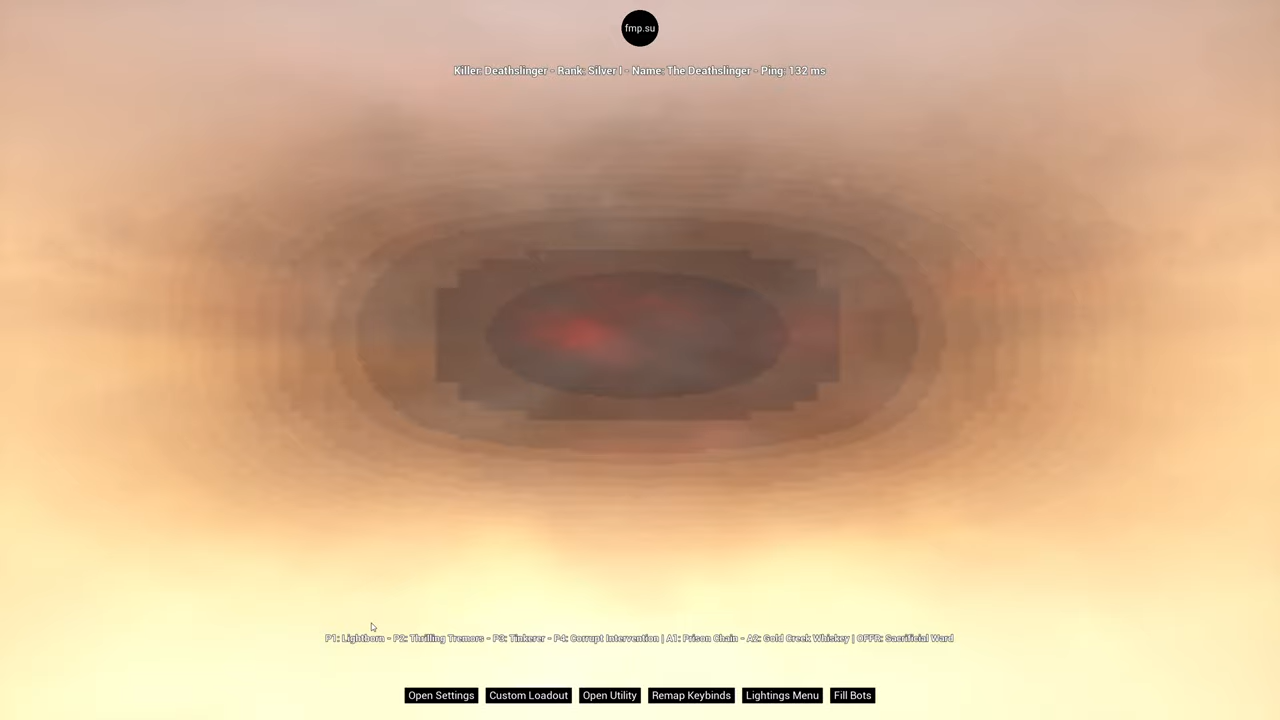 fmp.su
Killer: Deathslinger - Rank: Silver I - Name: The Deathslinger - Ping: 132 ms
P1: Lightborn - P2: Thrilling Tremors - P3: Tinkerer - P4: Corrupt Intervention | A1: Prison Chain - A2: Gold Creek Whiskey | OFFR: Sacrificial Ward
Open Settings Custom Loadout Open Utility Remap Keybinds Lightings Menu Fill Bots